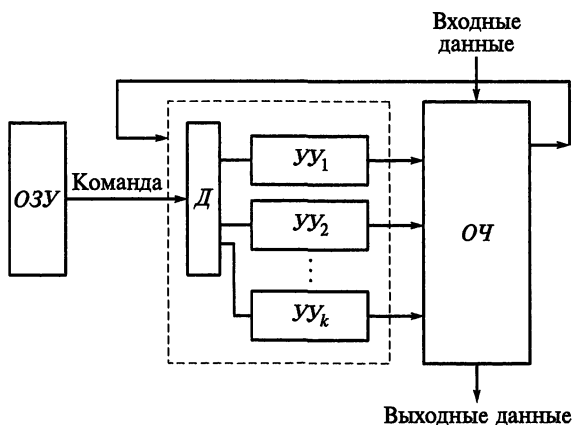 Входные
данные
ОЗУ
Команда
Д
УУ1
УУ2
УУk
ОЧ
Выходные данные